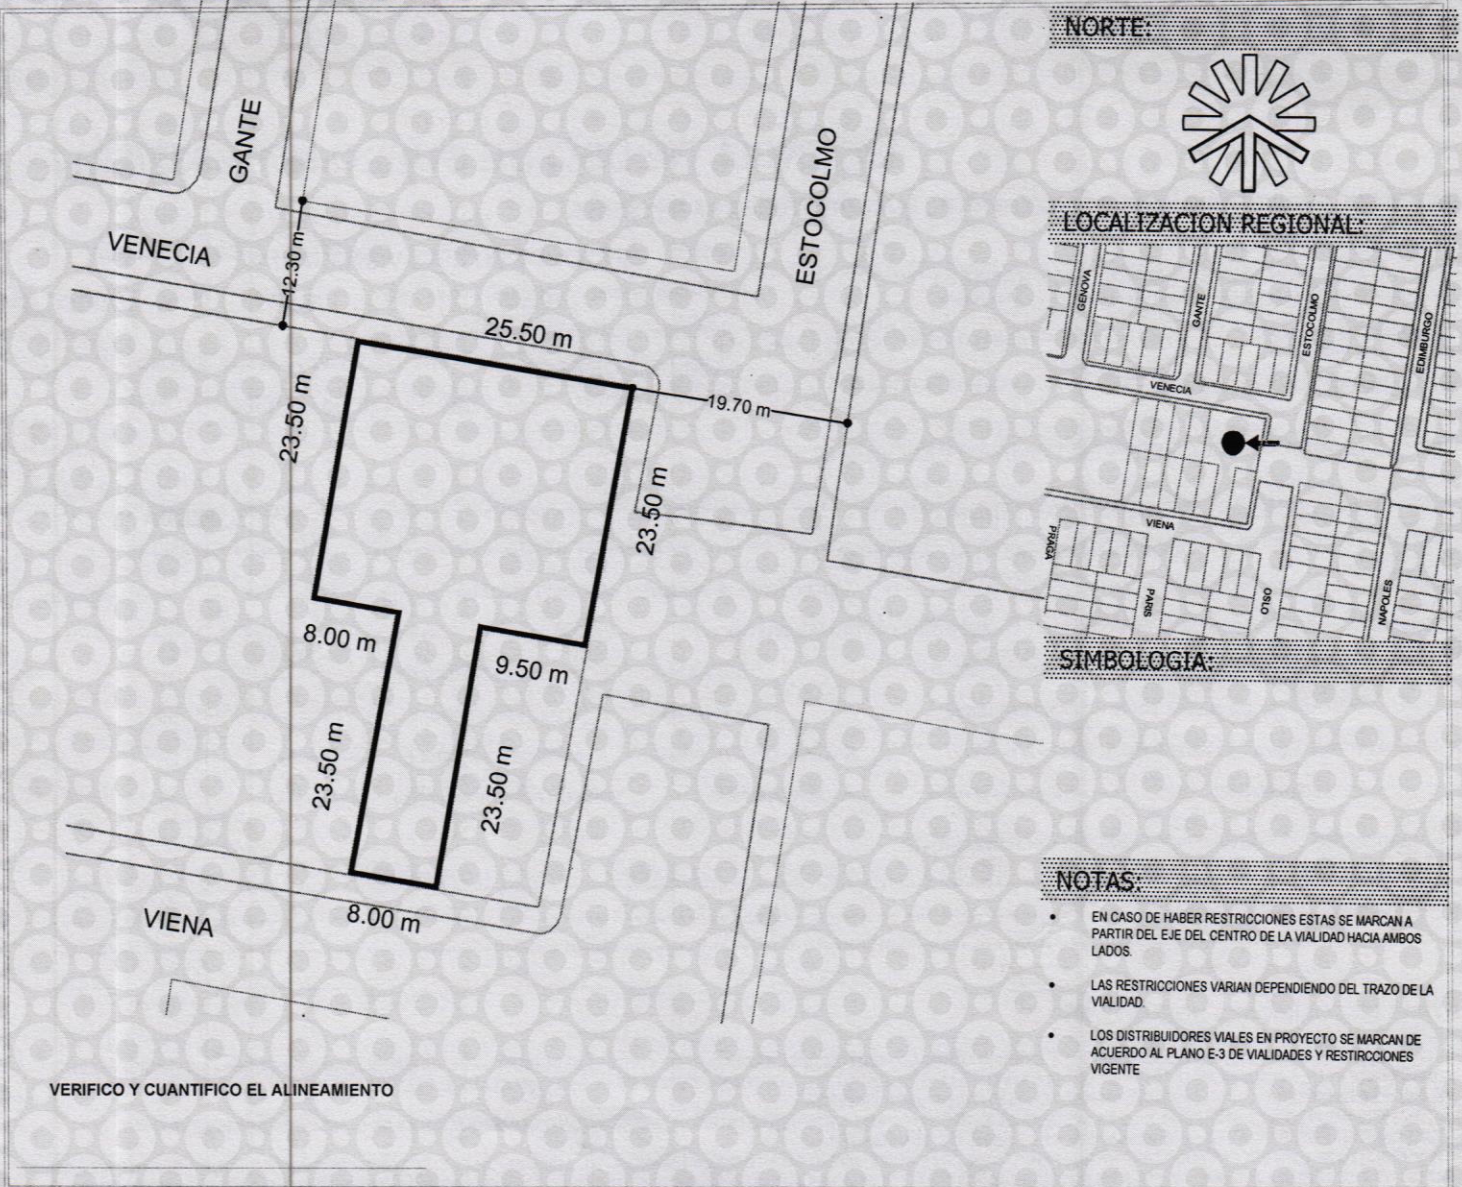 GANTE
VENECIA
12.30 m
ESTOCOLMO
25.50 m
23.50 m
19.70 m
23.50 m
8.00 m
9.50 m
23.50 m
23.50 m
8.00 m
VIENA
VERIFICO Y CUANTIFICO EL ALINEAMIENTO
NORTE:
LOCALIZACION REGIONAL:
GENOVA
GANTE
ESTOCOLMO
EDIMBURGO
VENECIA
VIENA
PRAGA
PARIS
OSLO
NAPOLES
SIMBOLOGIA:
NOTAS:
• EN CASO DE HABER RESTRICCIONES ESTAS SE MARCAN A
PARTIR DEL EJE DEL CENTRO DE LA VIALIDAD HACIA AMBOS
LADOS.
• LAS RESTRICCIONES VARIAN DEPENDIENDO DEL TRAZO DE LA
VIALIDAD.
• LOS DISTRIBUIDORES VIALES EN PROYECTO SE MARCAN DE
ACUERDO AL PLANO E-3 DE VIALIDADES Y RESTIRCCIONES
VIGENTE